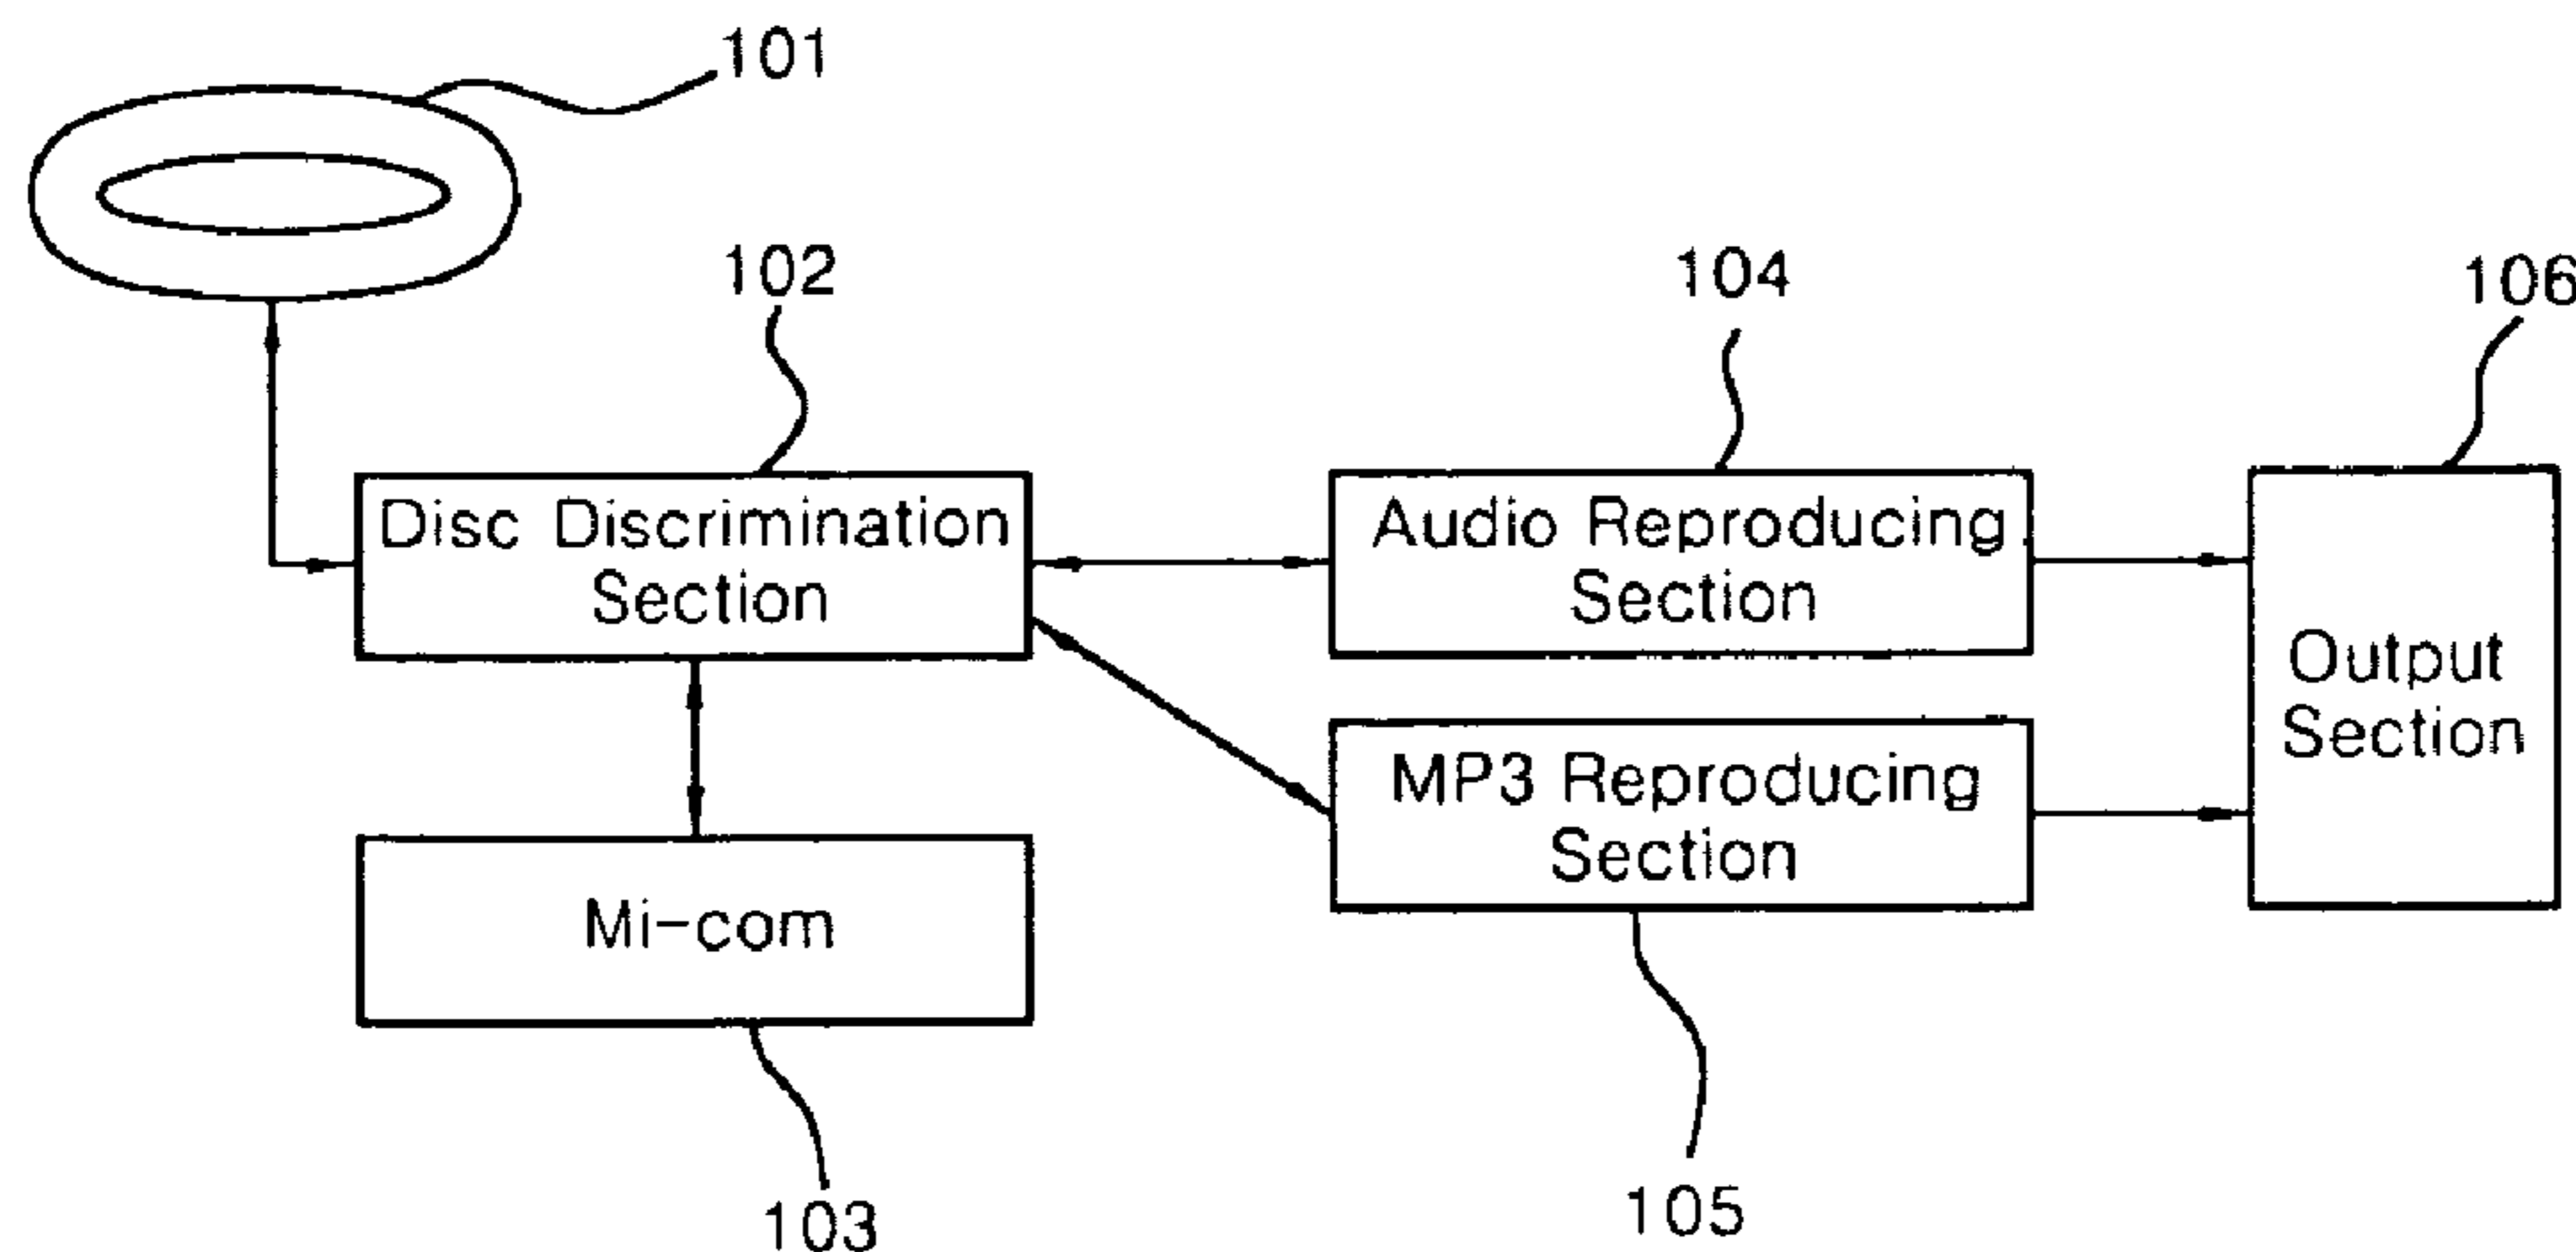 101
102
104
106
Disc Discrimination
Section
Audio Reproducing
Section
Output
Section
MP3 Reproducing
Section
Mi-com
103
105